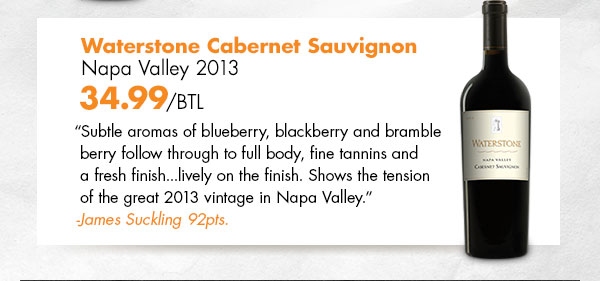 Waterstone Cabernet Sauvignon
Napa Valley 2013
34.99/BTL
“Subtle aromas of blueberry, blackberry and bramble
berry follow through to full body, fine tannins and
a fresh finish...lively on the finish. Shows the tension
of the great 2013 vintage in Napa Valley.”
-James Suckling 92pts.
WATERSTONE
NAPA VALLEY
CABERNET SAUVIGNON